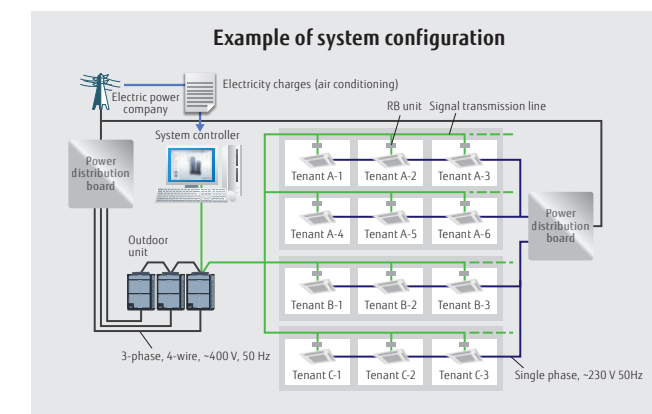 Example of system configuration
Electricity charges (air conditioning)
Electric power
company
RB unit
Signal transmission line
System controller
Power
distribution
board
Tenant A-1
Tenant A-2
Tenant A-3
Tenant A-4
Tenant A-5
Tenant A-6
Power
distribution
board
Outdoor
unit
Tenant B-1
Tenant B-2
Tenant B-3
3-phase, 4-wire, ~400 V, 50 Hz
Tenant C-1
Tenant C-2
Tenant C-3
Single phase, ~230 V 50Hz